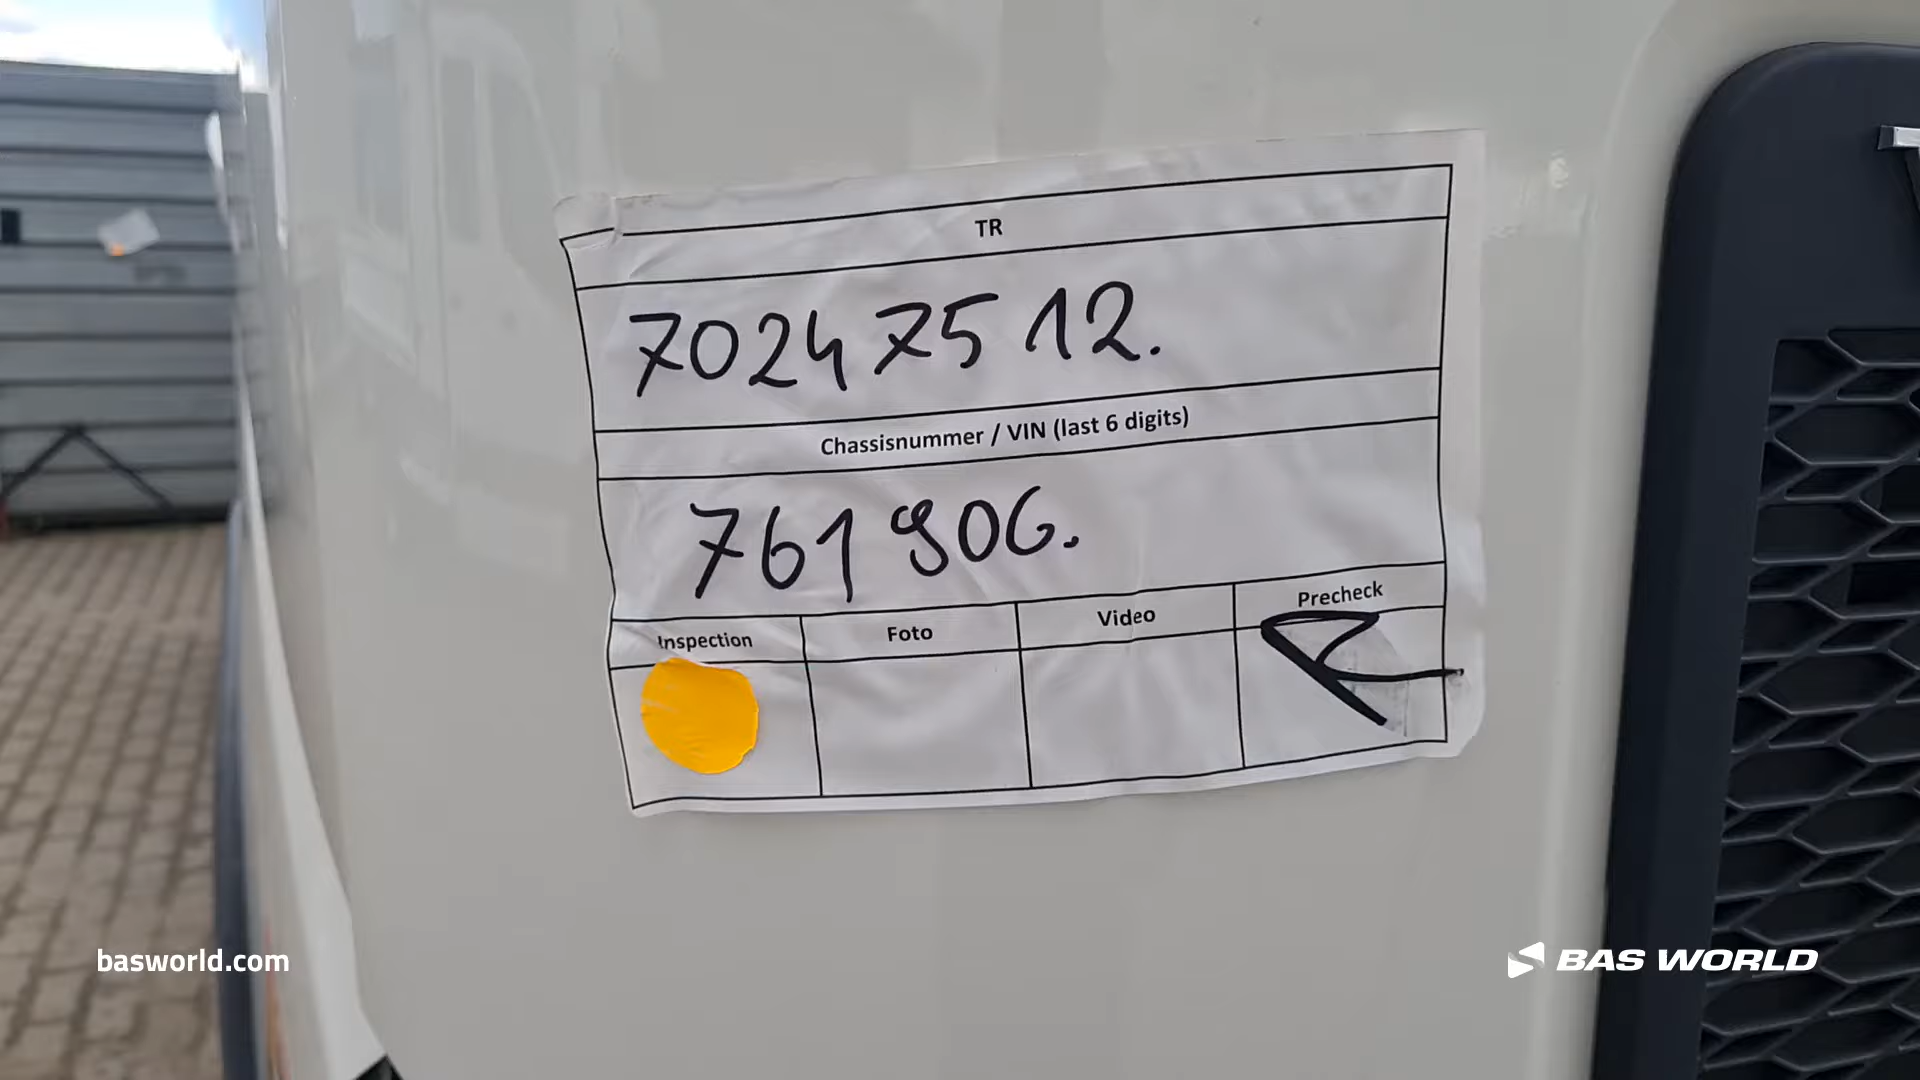 TR
70247512.
Chassisnummer / VIN (last 6 digits)
761906.
Inspection Foto Video Precheck
basworld.com
BAS WORLD